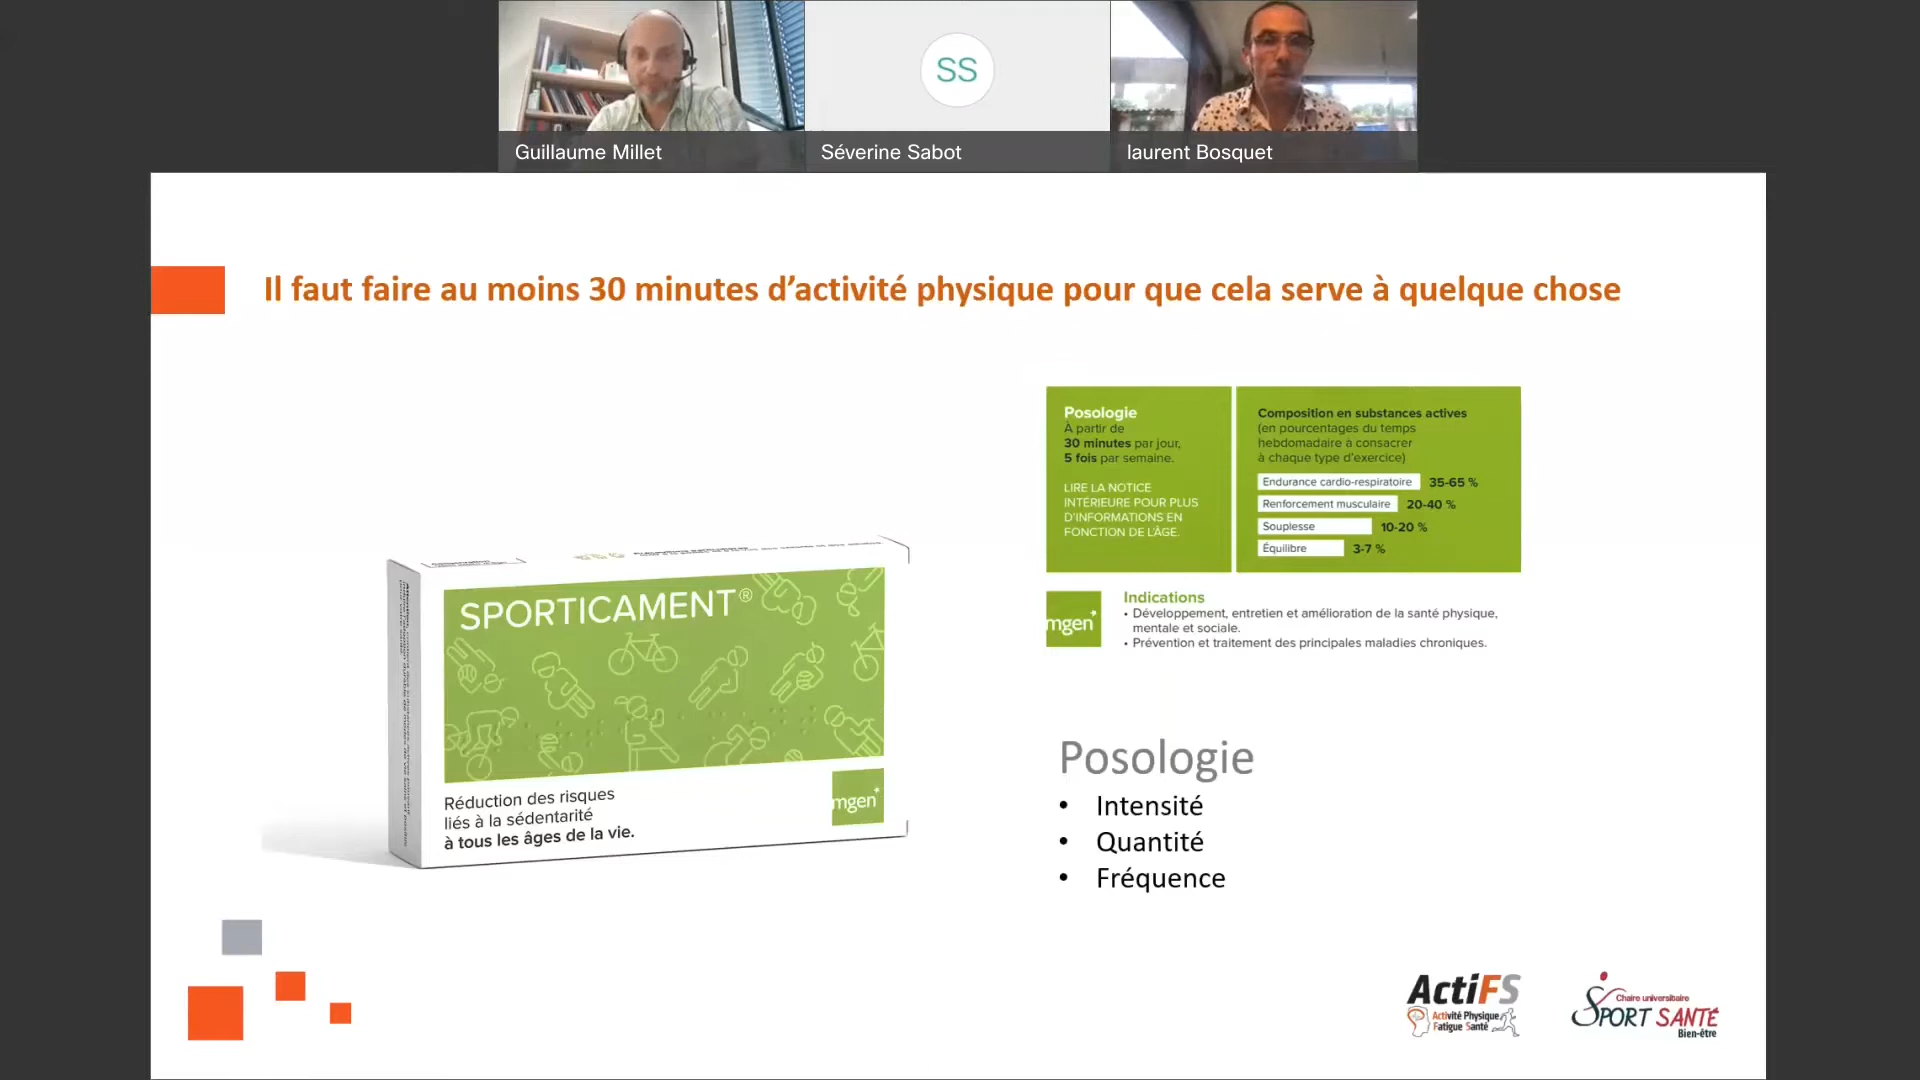 Guillaume Millet
SS
Séverine Sabot
laurent Bosquet
Il faut faire au moins 30 minutes d'activité physique pour que cela serve à quelque chose
Posologie
À partir de
30 minutes par jour,
5 fois par semaine.
LIRE LA NOTICE
INTÉRIEURE POUR PLUS
D'INFORMATIONS EN
FONCTION DE L'ÂGE.
Composition en substances actives
(en pourcentages du temps
hebdomadaire à consacrer
à chaque type d'exercice)
Endurance cardio-respiratoire 35-65 %
Renforcement musculaire 20-40 %
Souplesse 10-20 %
Équilibre 3-7 %
mgen*
Indications
• Développement, entretien et amélioration de la santé physique,
mentale et sociale.
• Prévention et traitement des principales maladies chroniques.
SPORTICAMENT®
Réduction des risques
liés à la sédentarité
à tous les âges de la vie.
mgen*
Posologie
• Intensité
• Quantité
• Fréquence
ActiFS
Activité Physique
Fatigue Santé
Chaire universitaire
SPORT SANTÉ
Bien-être